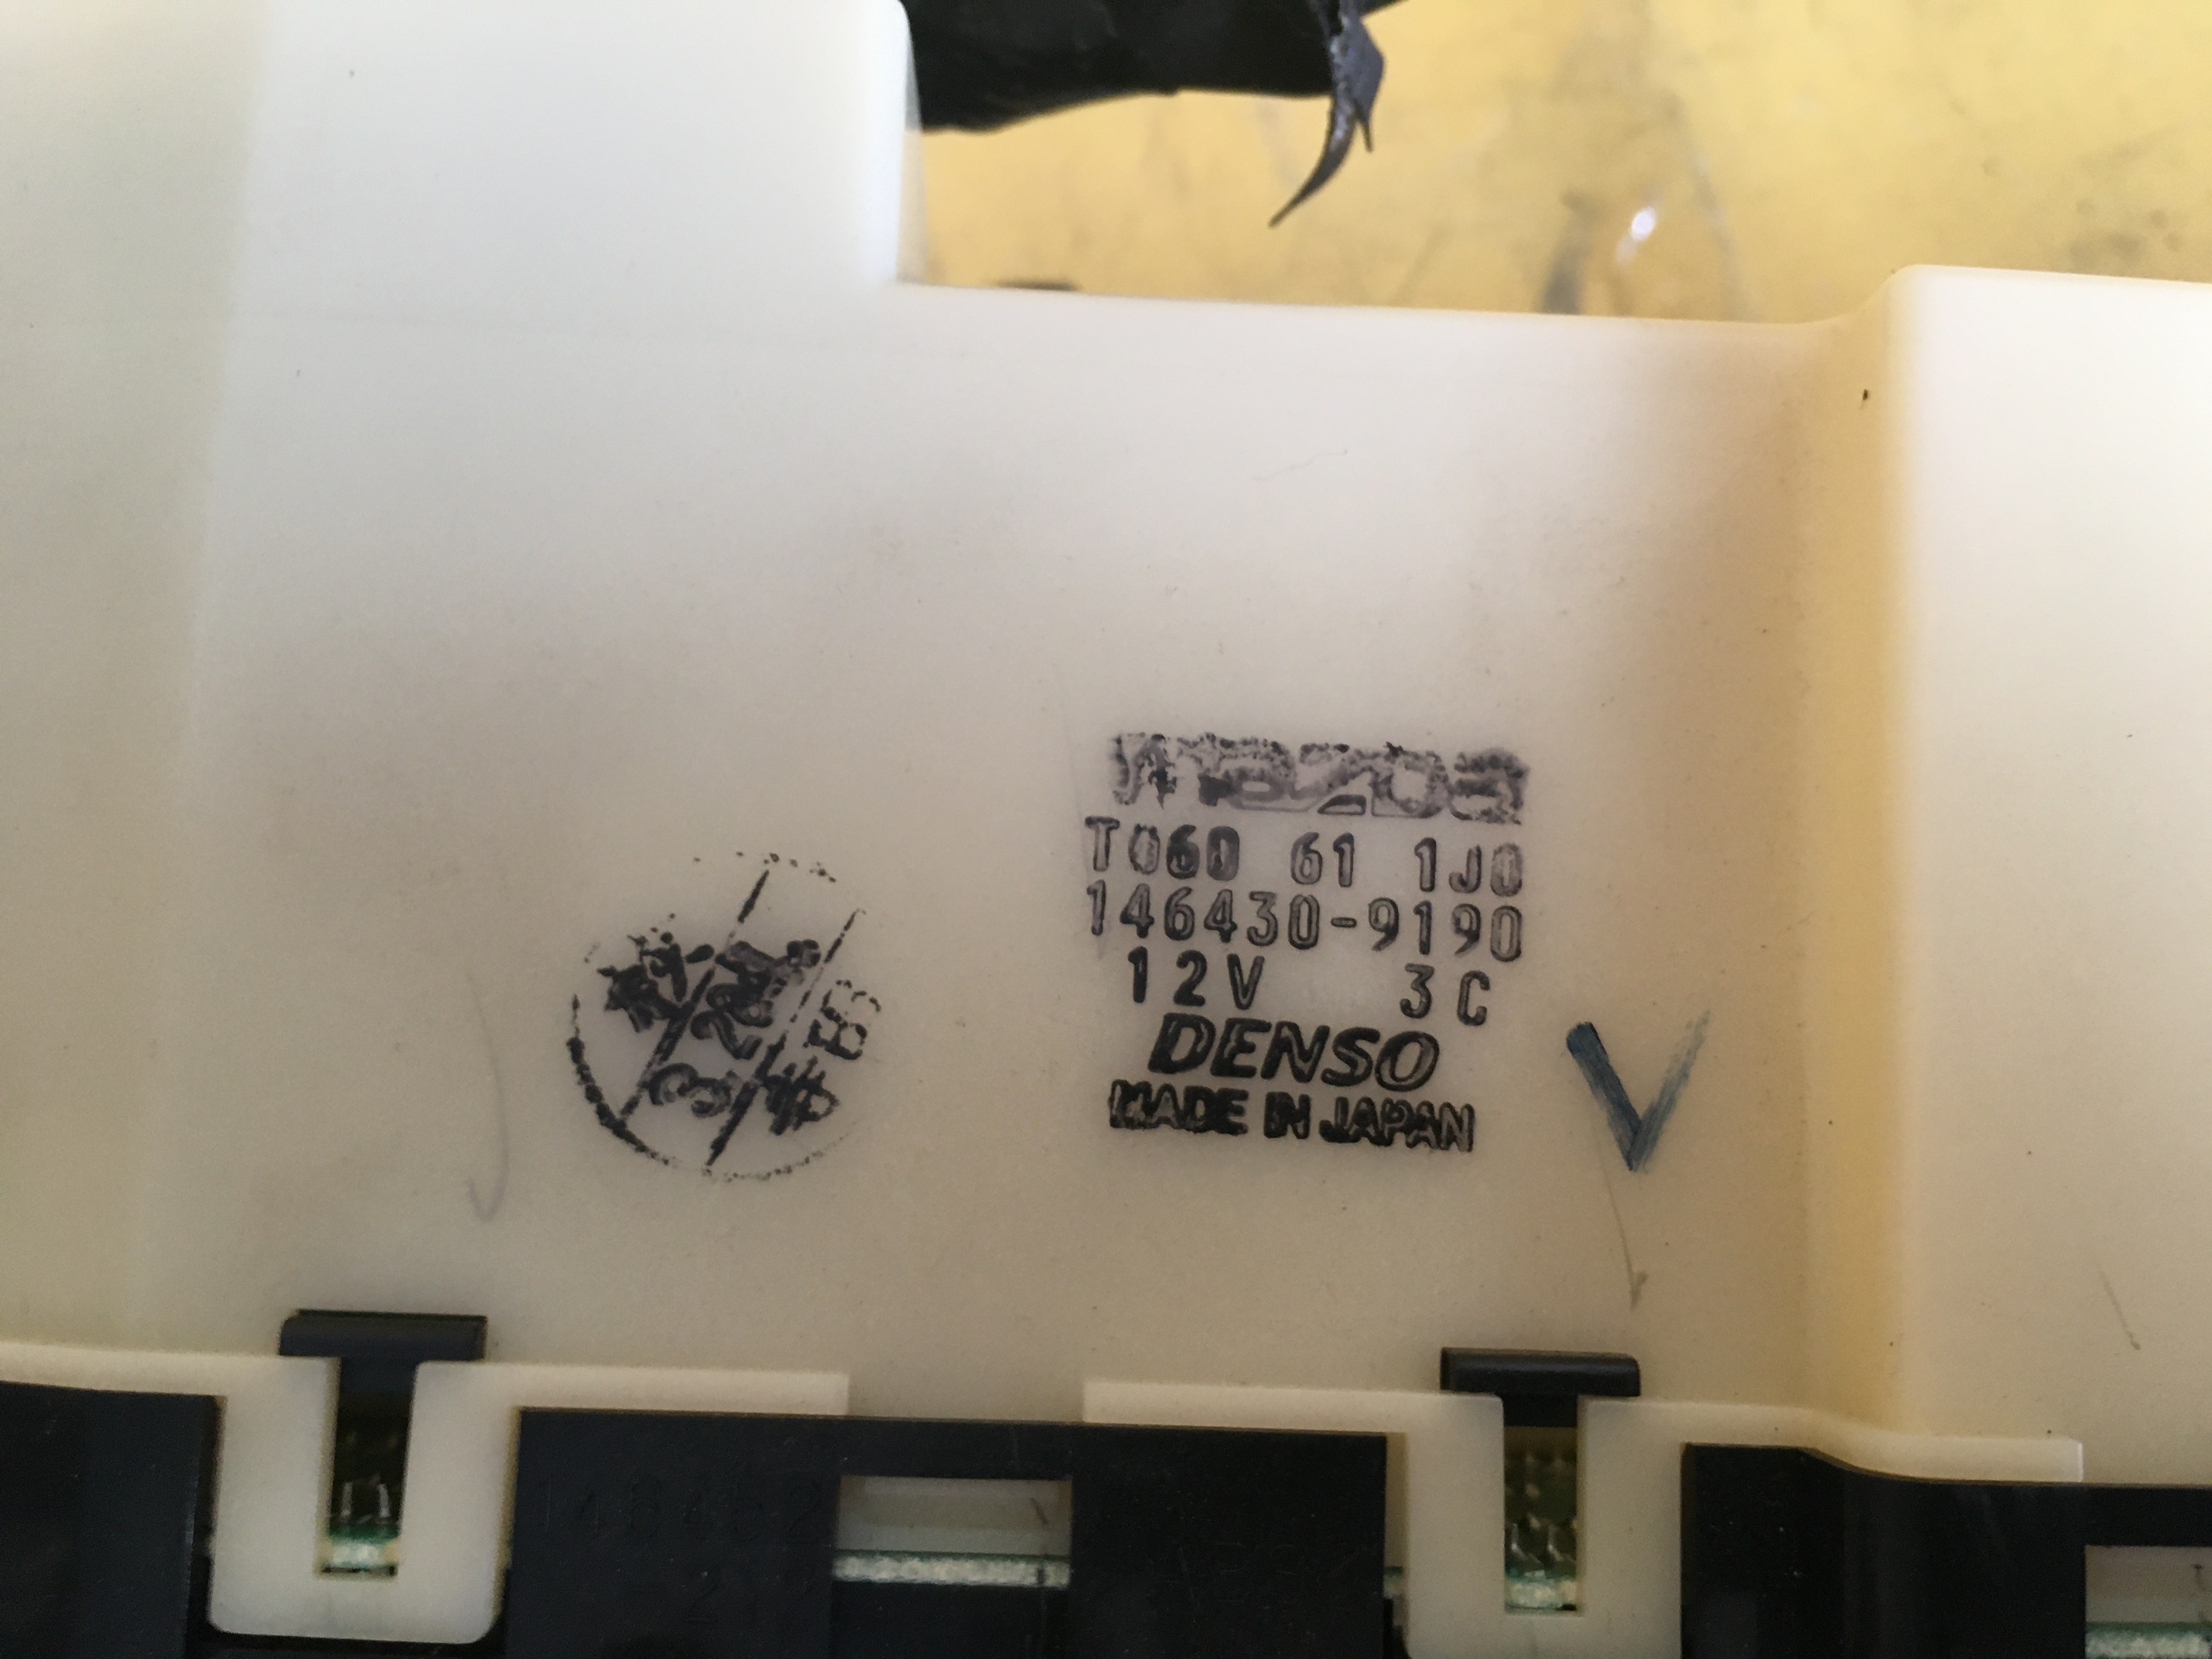 mazda
T060 61 1J0
146430-9190
12V 3C
DENSO
MADE IN JAPAN
V